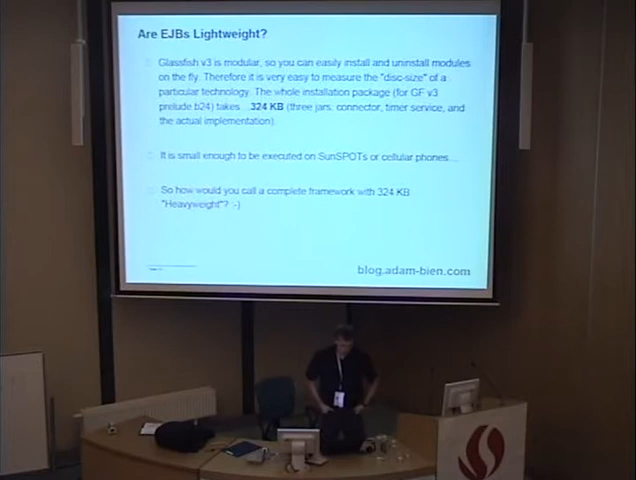 Are EJBs Lightweight?
Glassfish v3 is modular, so you can easily install and uninstall modules
on the fly. Therefore it is very easy to measure the "disc-size" of a
particular technology. The whole installation package (for GF v3
prelude b24) takes ...324 KB (three jars: connector, timer service, and
the actual implementation).
It is small enough to be executed on SunSPOTs or cellular phones...
So how would you call a complete framework with 324 KB
"Heavyweight"? :-)
blog.adam-bien.com